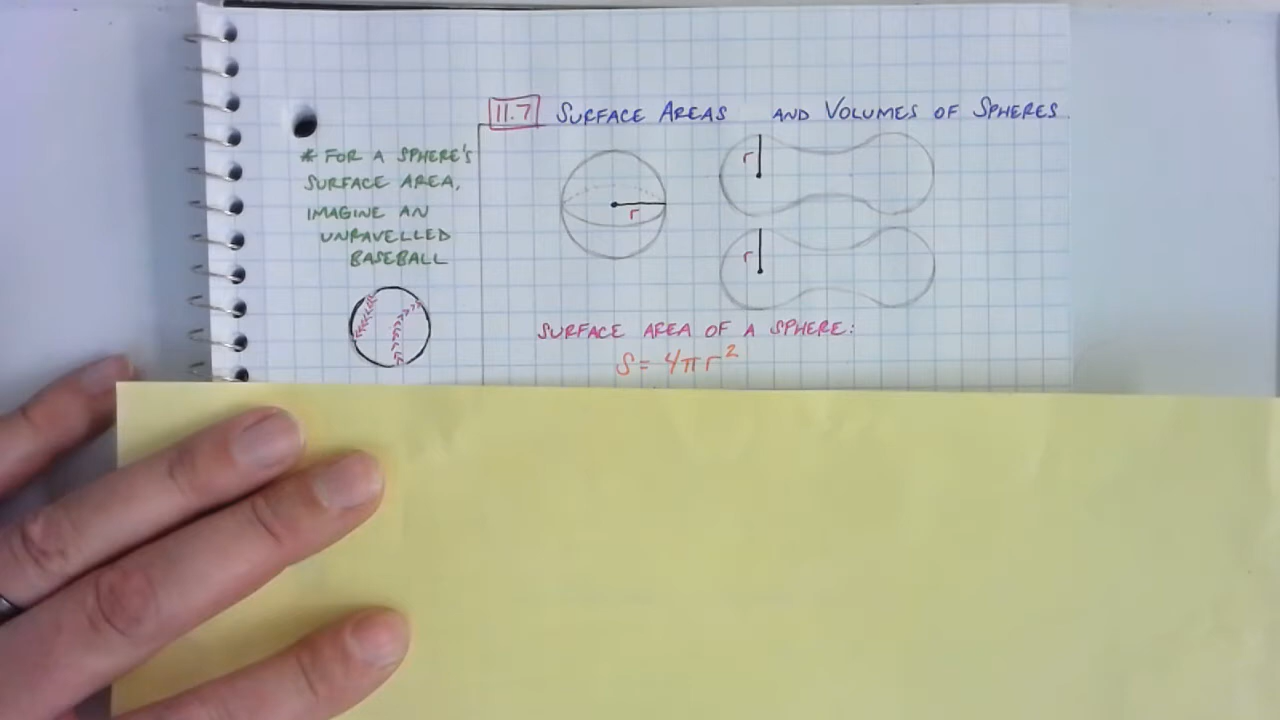 11.7 SURFACE AREAS AND VOLUMES OF SPHERES
* FOR A SPHERE'S
SURFACE AREA,
IMAGINE AN
UNRAVELLED
BASEBALL
r
r
r
SURFACE AREA OF A SPHERE:
S = 4πr²